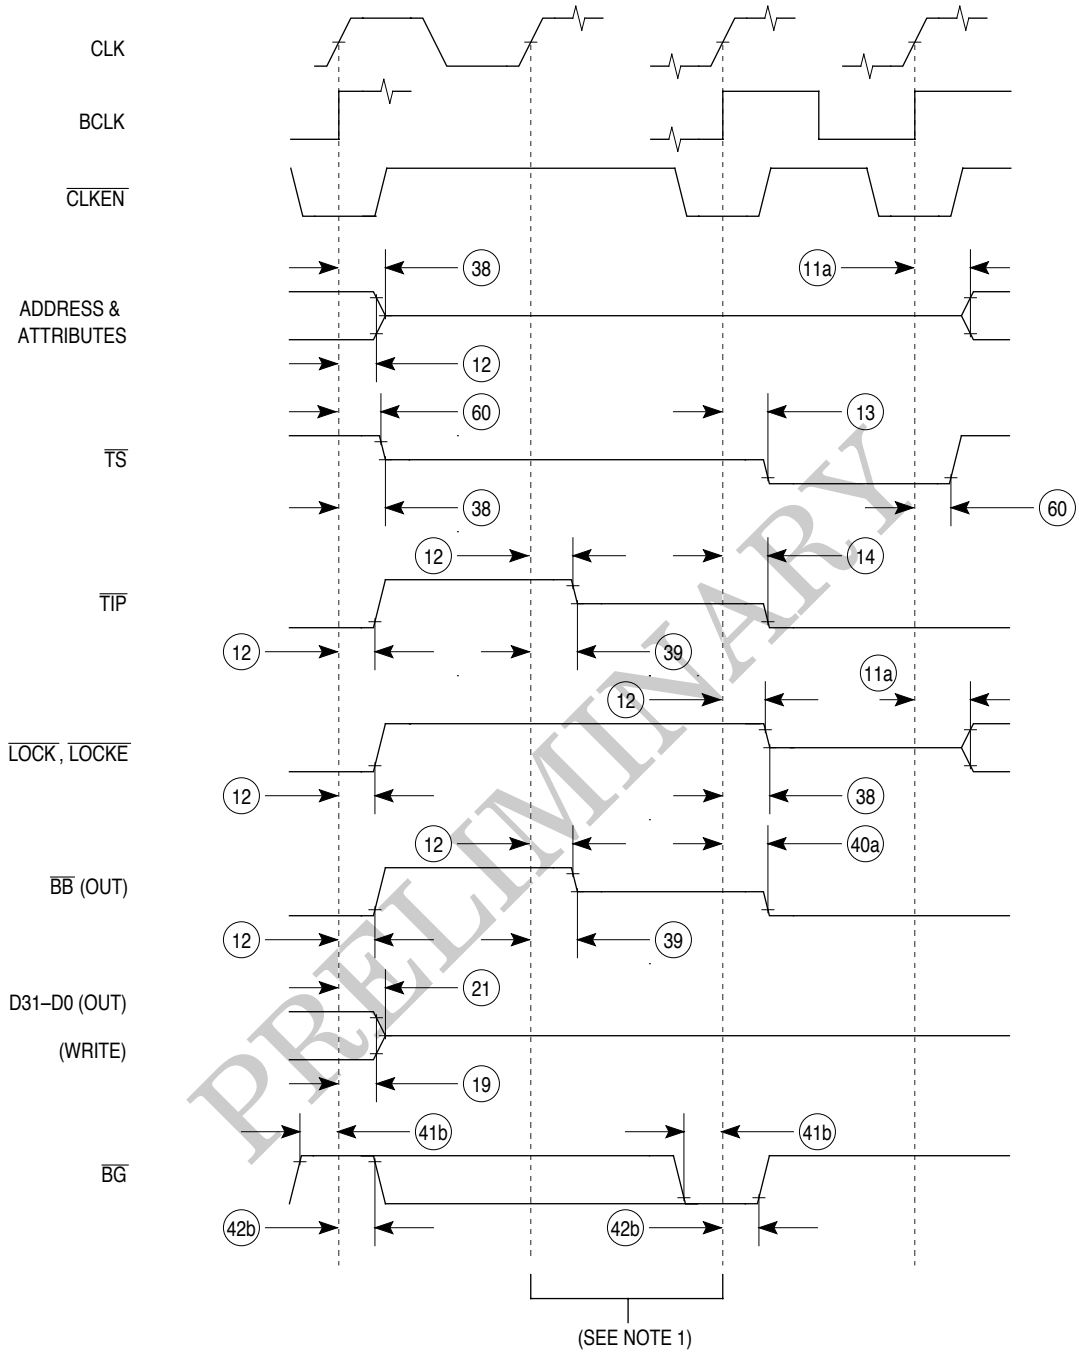 CLK
BCLK
CLKEN
38
11a
ADDRESS &
ATTRIBUTES
12
60
13
TS
38
60
12
14
TIP
12
39
11a
12
LOCK, LOCKE
12
38
12
40a
BB (OUT)
12
39
D31–D0 (OUT)
21
(WRITE)
19
41b
41b
BG
42b
42b
(SEE NOTE 1)
PRELIMINARY